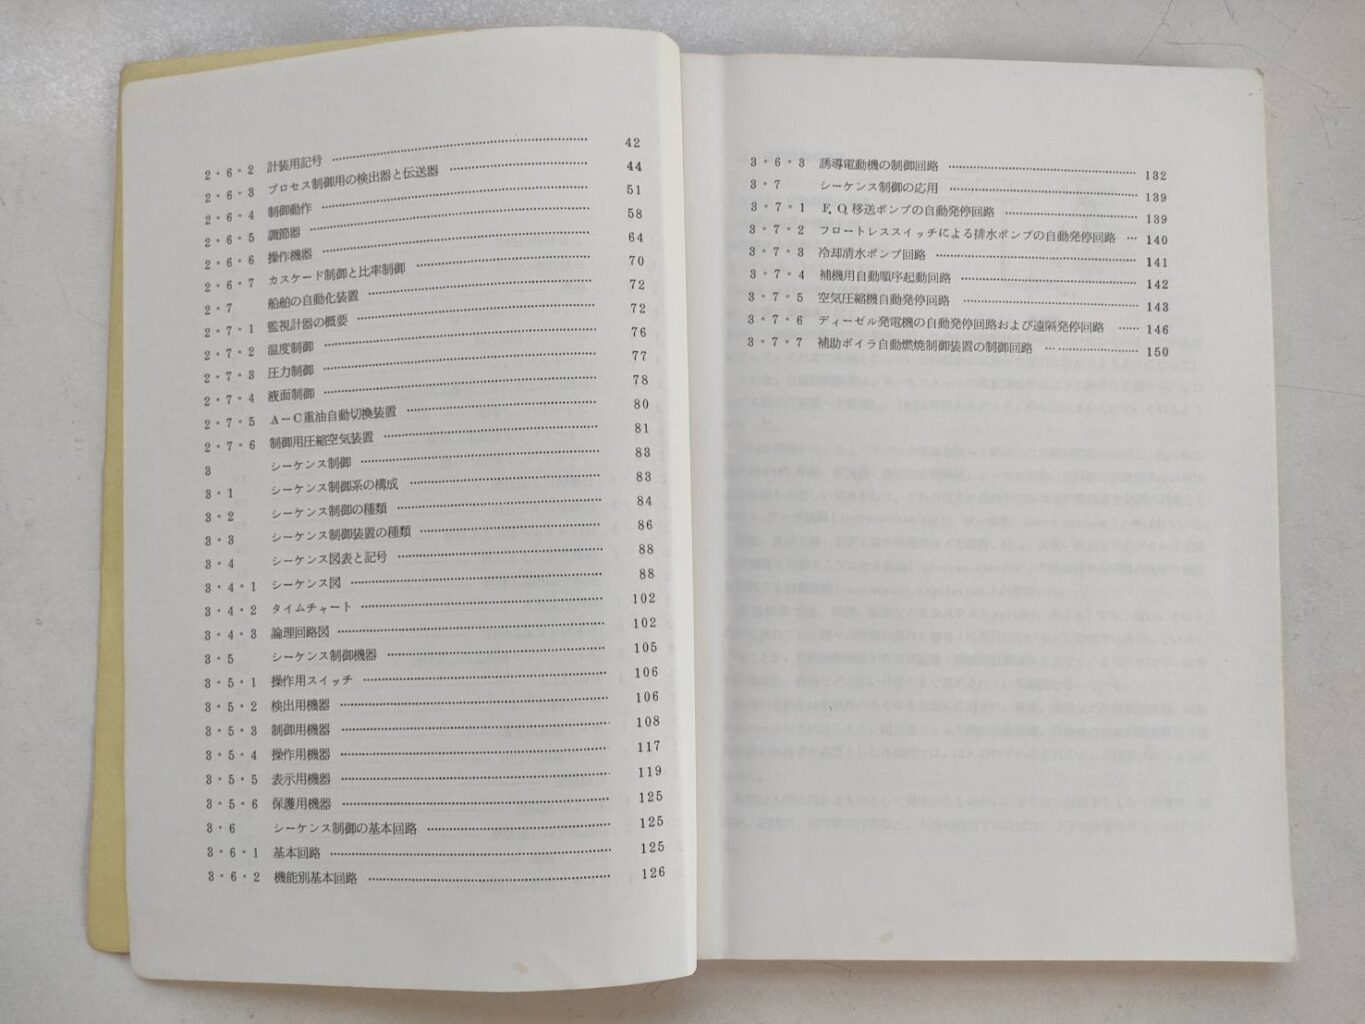 2・6・2 計装用記号 42
2・6・3 プロセス制御用の検出器と伝送器 44
2・6・4 制御動作 51
2・6・5 調節器 58
2・6・6 操作機器 64
2・6・7 カスケード制御と比率制御 70
2・7 船舶の自動化装置 72
2・7・1 監視計器の概要 72
2・7・2 温度制御 76
2・7・3 圧力制御 77
2・7・4 液面制御 78
2・7・5 A－C重油自動切換装置 80
2・7・6 制御用圧縮空気装置 81
3 シーケンス制御 83
3・1 シーケンス制御系の構成 83
3・2 シーケンス制御の種類 84
3・3 シーケンス制御装置の種類 86
3・4 シーケンス図表と記号 88
3・4・1 シーケンス図 88
3・4・2 タイムチャート 102
3・4・3 論理回路図 102
3・5 シーケンス制御機器 105
3・5・1 操作用スイッチ 106
3・5・2 検出用機器 106
3・5・3 制御用機器 108
3・5・4 操作用機器 117
3・5・5 表示用機器 119
3・5・6 保護用機器 125
3・6 シーケンス制御の基本回路 125
3・6・1 基本回路 125
3・6・2 機能別基本回路 126
3・6・3 誘導電動機の制御回路 132
3・7 シーケンス制御の応用 139
3・7・1 F.O.移送ポンプの自動発停回路 139
3・7・2 フロートレススイッチによる排水ポンプの自動発停回路 140
3・7・3 冷却清水ポンプ回路 141
3・7・4 補機用自動順序起動回路 142
3・7・5 空気圧縮機自動発停回路 143
3・7・6 ディーゼル発電機の自動発停回路および遠隔発停回路 146
3・7・7 補助ボイラ自動燃焼制御装置の制御回路 150